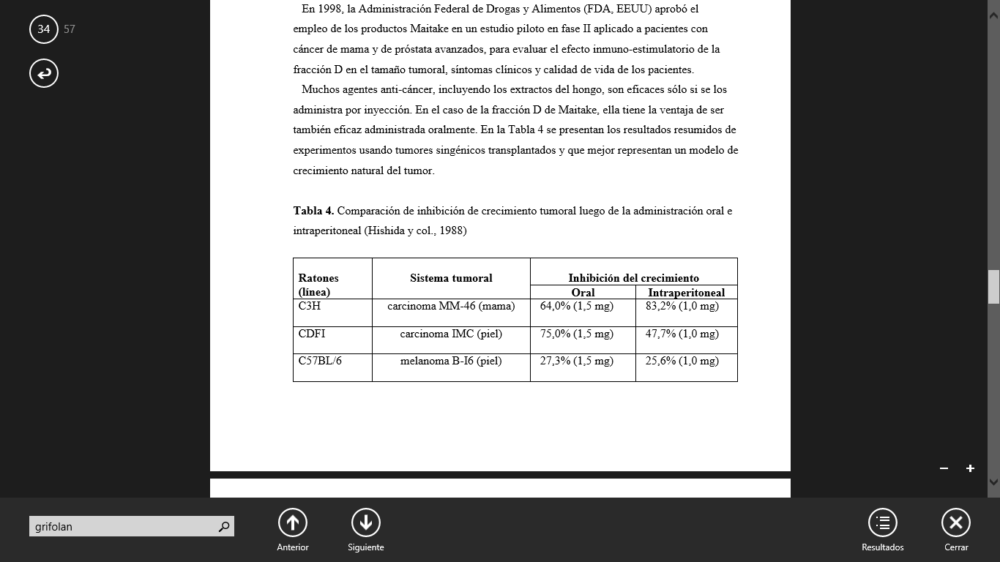 34 57
En 1998, la Administración Federal de Drogas y Alimentos (FDA, EEUU) aprobó el
empleo de los productos Maitake en un estudio piloto en fase II aplicado a pacientes con
cáncer de mama y de próstata avanzados, para evaluar el efecto inmuno-estimulatorio de la
fracción D en el tamaño tumoral, síntomas clínicos y calidad de vida de los pacientes.
Muchos agentes anti-cáncer, incluyendo los extractos del hongo, son eficaces sólo si se los
administra por inyección. En el caso de la fracción D de Maitake, ella tiene la ventaja de ser
también eficaz administrada oralmente. En la Tabla 4 se presentan los resultados resumidos de
experimentos usando tumores singénicos transplantados y que mejor representan un modelo de
crecimiento natural del tumor.
Tabla 4. Comparación de inhibición de crecimiento tumoral luego de la administración oral e
intraperitoneal (Hishida y col., 1988)
Ratones
(línea)
Sistema tumoral
Inhibición del crecimiento
Oral Intraperitoneal
C3H carcinoma MM-46 (mama) 64,0% (1,5 mg) 83,2% (1,0 mg)
CDFI carcinoma IMC (piel) 75,0% (1,5 mg) 47,7% (1,0 mg)
C57BL/6 melanoma B-I6 (piel) 27,3% (1,5 mg) 25,6% (1,0 mg)
grifolan
Anterior Siguiente Resultados Cerrar